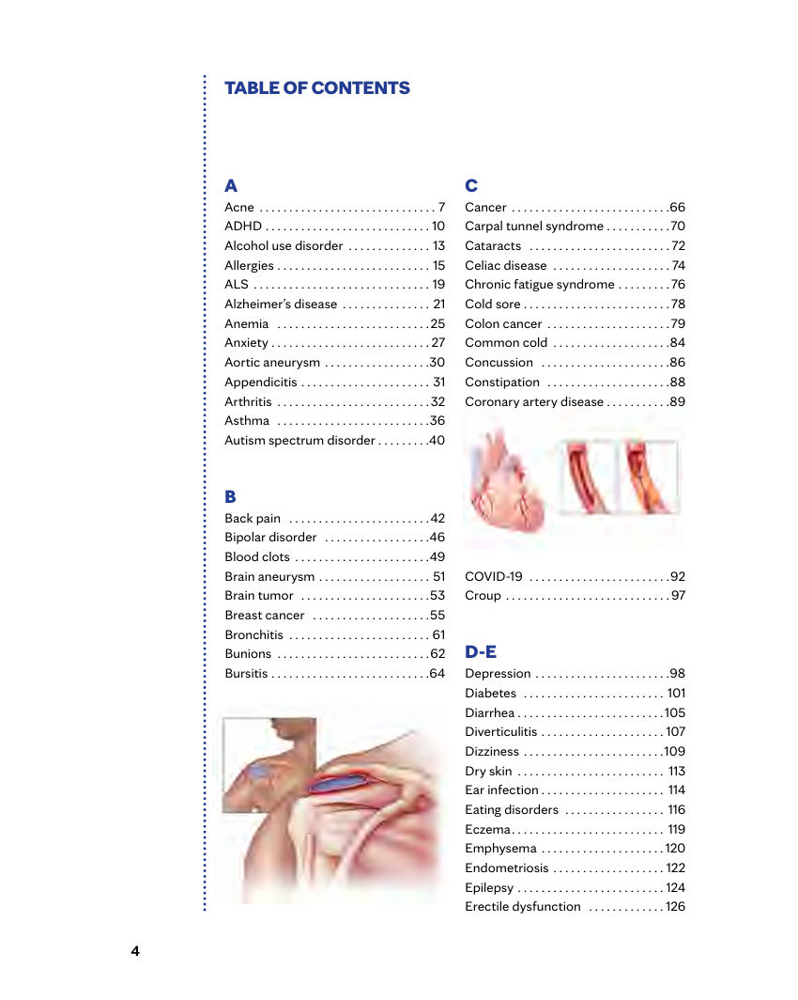 TABLE OF CONTENTS
A
Acne . . . . . . . . . . . . . . . . . . . . . . . . . . . . . . 7
ADHD . . . . . . . . . . . . . . . . . . . . . . . . . . . . 10
Alcohol use disorder . . . . . . . . . . . . . . 13
Allergies . . . . . . . . . . . . . . . . . . . . . . . . . . 15
ALS . . . . . . . . . . . . . . . . . . . . . . . . . . . . . . 19
Alzheimer’s disease . . . . . . . . . . . . . . . 21
Anemia . . . . . . . . . . . . . . . . . . . . . . . . . .25
Anxiety . . . . . . . . . . . . . . . . . . . . . . . . . . . 27
Aortic aneurysm . . . . . . . . . . . . . . . . . .30
Appendicitis . . . . . . . . . . . . . . . . . . . . . . 31
Arthritis . . . . . . . . . . . . . . . . . . . . . . . . . . 32
Asthma . . . . . . . . . . . . . . . . . . . . . . . . . .36
Autism spectrum disorder . . . . . . . . .40
B
Back pain . . . . . . . . . . . . . . . . . . . . . . . . 42
Bipolar disorder . . . . . . . . . . . . . . . . . .46
Blood clots . . . . . . . . . . . . . . . . . . . . . . .49
Brain aneurysm . . . . . . . . . . . . . . . . . . . 51
Brain tumor . . . . . . . . . . . . . . . . . . . . . .53
Breast cancer . . . . . . . . . . . . . . . . . . . .55
Bronchitis . . . . . . . . . . . . . . . . . . . . . . . . 61
Bunions . . . . . . . . . . . . . . . . . . . . . . . . . .62
Bursitis . . . . . . . . . . . . . . . . . . . . . . . . . . .64
C
Cancer . . . . . . . . . . . . . . . . . . . . . . . . . . .66
Carpal tunnel syndrome . . . . . . . . . . .70
Cataracts . . . . . . . . . . . . . . . . . . . . . . . . 72
Celiac disease . . . . . . . . . . . . . . . . . . . . 74
Chronic fatigue syndrome . . . . . . . . .76
Cold sore . . . . . . . . . . . . . . . . . . . . . . . . .78
Colon cancer . . . . . . . . . . . . . . . . . . . . .79
Common cold . . . . . . . . . . . . . . . . . . . .84
Concussion . . . . . . . . . . . . . . . . . . . . . .86
Constipation . . . . . . . . . . . . . . . . . . . . .88
Coronary artery disease . . . . . . . . . . .89
COVID-19 . . . . . . . . . . . . . . . . . . . . . . . .92
Croup . . . . . . . . . . . . . . . . . . . . . . . . . . . . 97
D-E
Depression . . . . . . . . . . . . . . . . . . . . . . .98
Diabetes . . . . . . . . . . . . . . . . . . . . . . . . 101
Diarrhea . . . . . . . . . . . . . . . . . . . . . . . . .105
Diverticulitis . . . . . . . . . . . . . . . . . . . . . 107
Dizziness . . . . . . . . . . . . . . . . . . . . . . . .109
Dry skin . . . . . . . . . . . . . . . . . . . . . . . . . 113
Ear infection . . . . . . . . . . . . . . . . . . . . . 114
Eating disorders . . . . . . . . . . . . . . . . . 116
Eczema. . . . . . . . . . . . . . . . . . . . . . . . . . 119
Emphysema . . . . . . . . . . . . . . . . . . . . . 120
Endometriosis . . . . . . . . . . . . . . . . . . . 122
Epilepsy . . . . . . . . . . . . . . . . . . . . . . . . . 124
Erectile dysfunction . . . . . . . . . . . . . 126
4